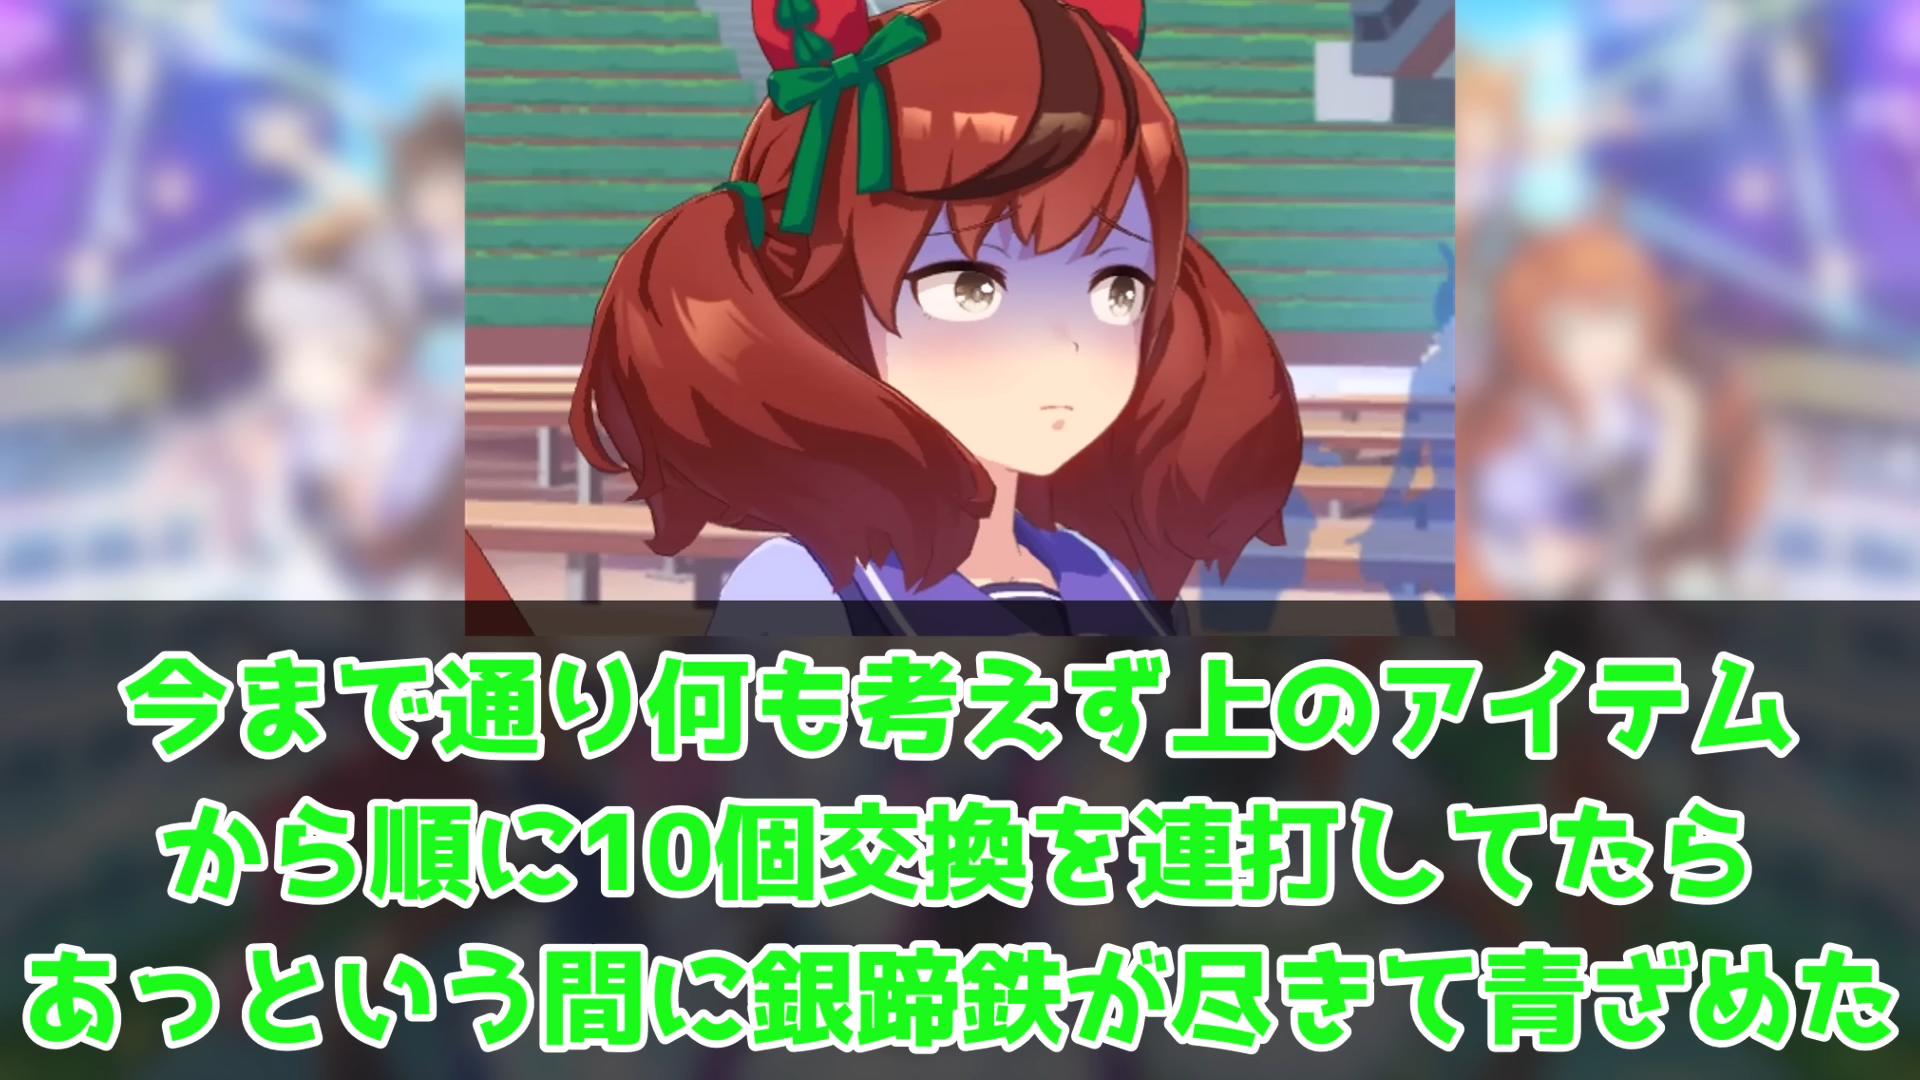 今まで通り何も考えず上のアイテム
から順に10個交換を連打してたら
あっという間に銀蹄鉄が尽きて青ざめた